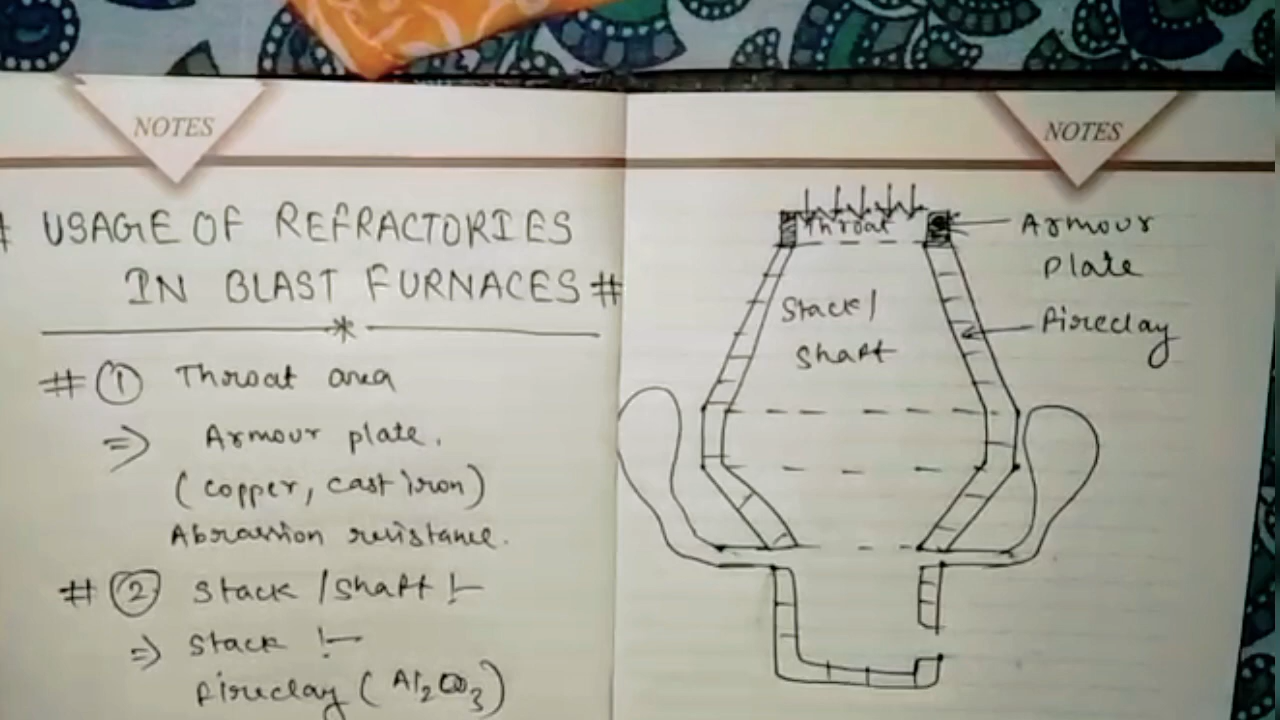 NOTES
# USAGE OF REFRACTORIES
IN BLAST FURNACES #
# ① Throat area
⇒ Armour plate.
(copper, cast iron)
Abrassion resistance.
# ② Stack / Shaft :-
⇒ Stack :-
fireclay (Al2O3)
NOTES
Throat
Armour
plate
Stack /
Shaft
fireclay